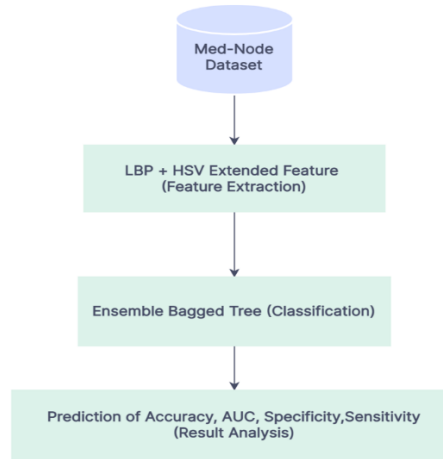 Med-Node
Dataset
LBP + HSV Extended Feature
(Feature Extraction)
Ensemble Bagged Tree (Classification)
Prediction of Accuracy, AUC, Specificity,Sensitivity
(Result Analysis)